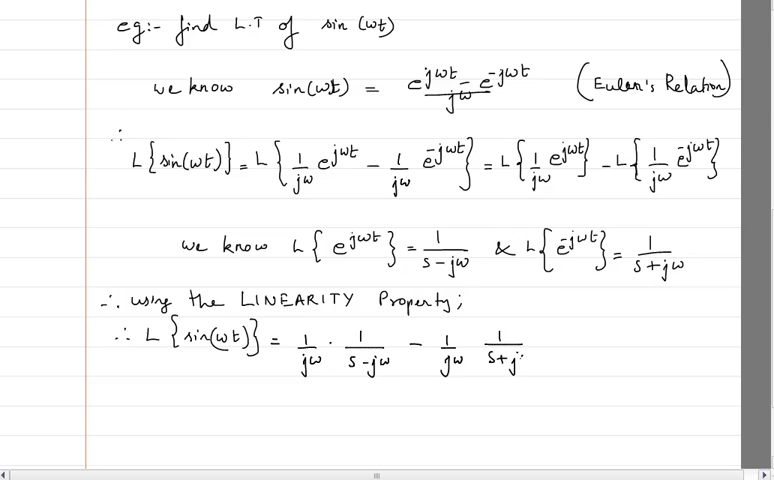 eg:- find L.T of sin (ωt)
we know sin(ωt) = e^jωt - e^-jωt / jω (Euler's Relation)
∴
L{sin(ωt)} = L{1/jω e^jωt - 1/jω e^-jωt} = L{1/jω e^jωt} - L{1/jω e^-jωt}
we know L{e^jωt} = 1/s-jω & L{e^-jωt} = 1/s+jω
∴ using the LINEARITY Property;
∴ L{sin(ωt)} = 1/jω · 1/s-jω - 1/jω 1/s+j